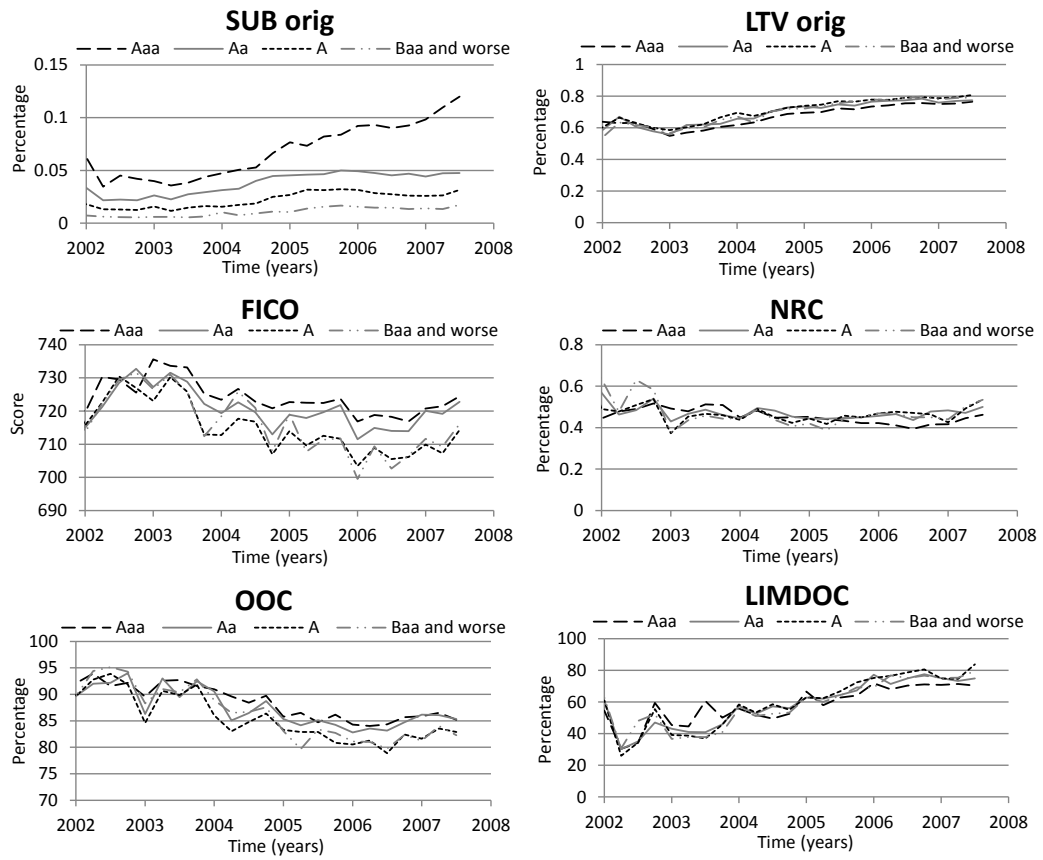 SUB orig
Aaa Aa A Baa and worse
0.15
0.1
0.05
0
Percentage
2002 2003 2004 2005 2006 2007 2008
Time (years)
LTV orig
Aaa Aa A Baa and worse
1
0.8
0.6
0.4
0.2
0
Percentage
2002 2003 2004 2005 2006 2007 2008
Time (years)
FICO
Aaa Aa A Baa and worse
740
730
720
710
700
690
Score
2002 2003 2004 2005 2006 2007 2008
Time (years)
NRC
Aaa Aa A Baa and worse
0.8
0.6
0.4
0.2
0
Percentage
2002 2003 2004 2005 2006 2007 2008
Time (years)
OOC
Aaa Aa A Baa and worse
100
95
90
85
80
75
70
Percentage
2002 2003 2004 2005 2006 2007 2008
Time (years)
LIMDOC
Aaa Aa A Baa and worse
100
80
60
40
20
0
Percentage
2002 2003 2004 2005 2006 2007 2008
Time (years)